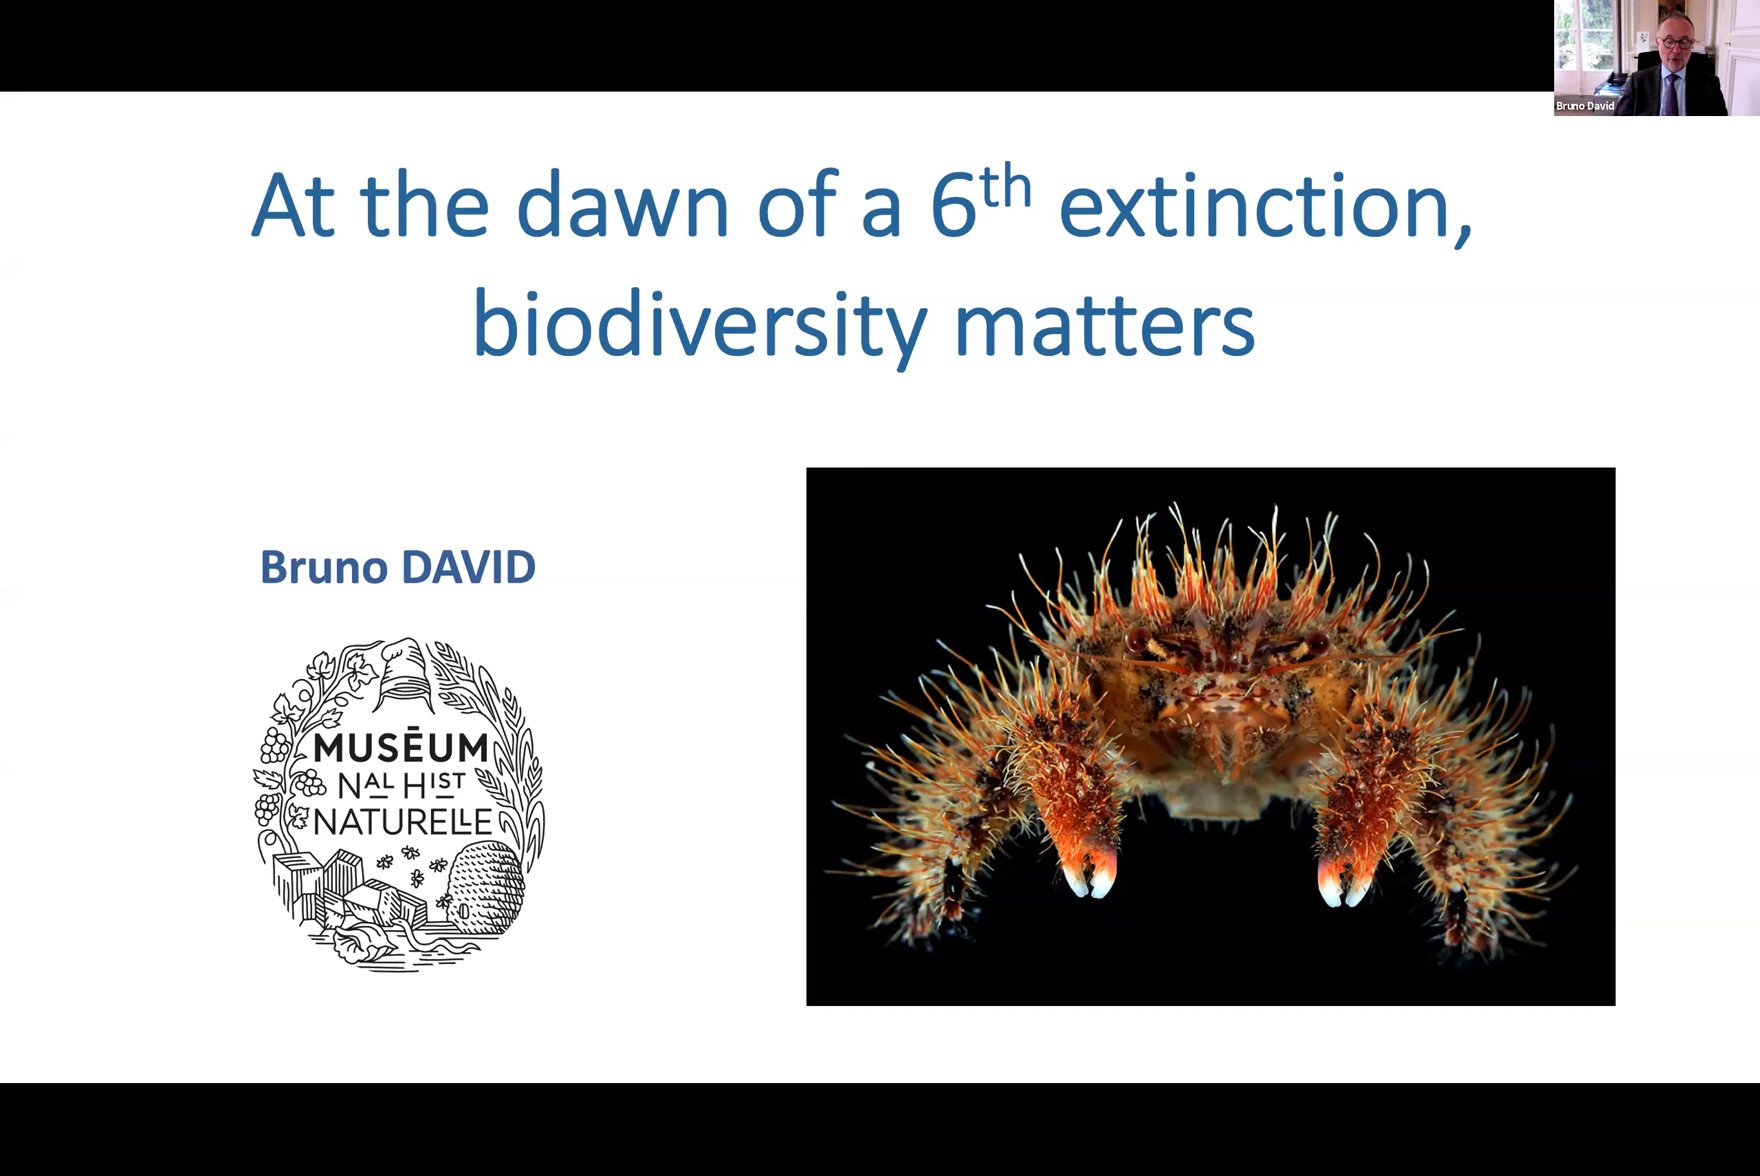 Bruno David
At the dawn of a 6th extinction,
biodiversity matters
Bruno DAVID
MUSĒUM
NAL HIST
NATURELLE